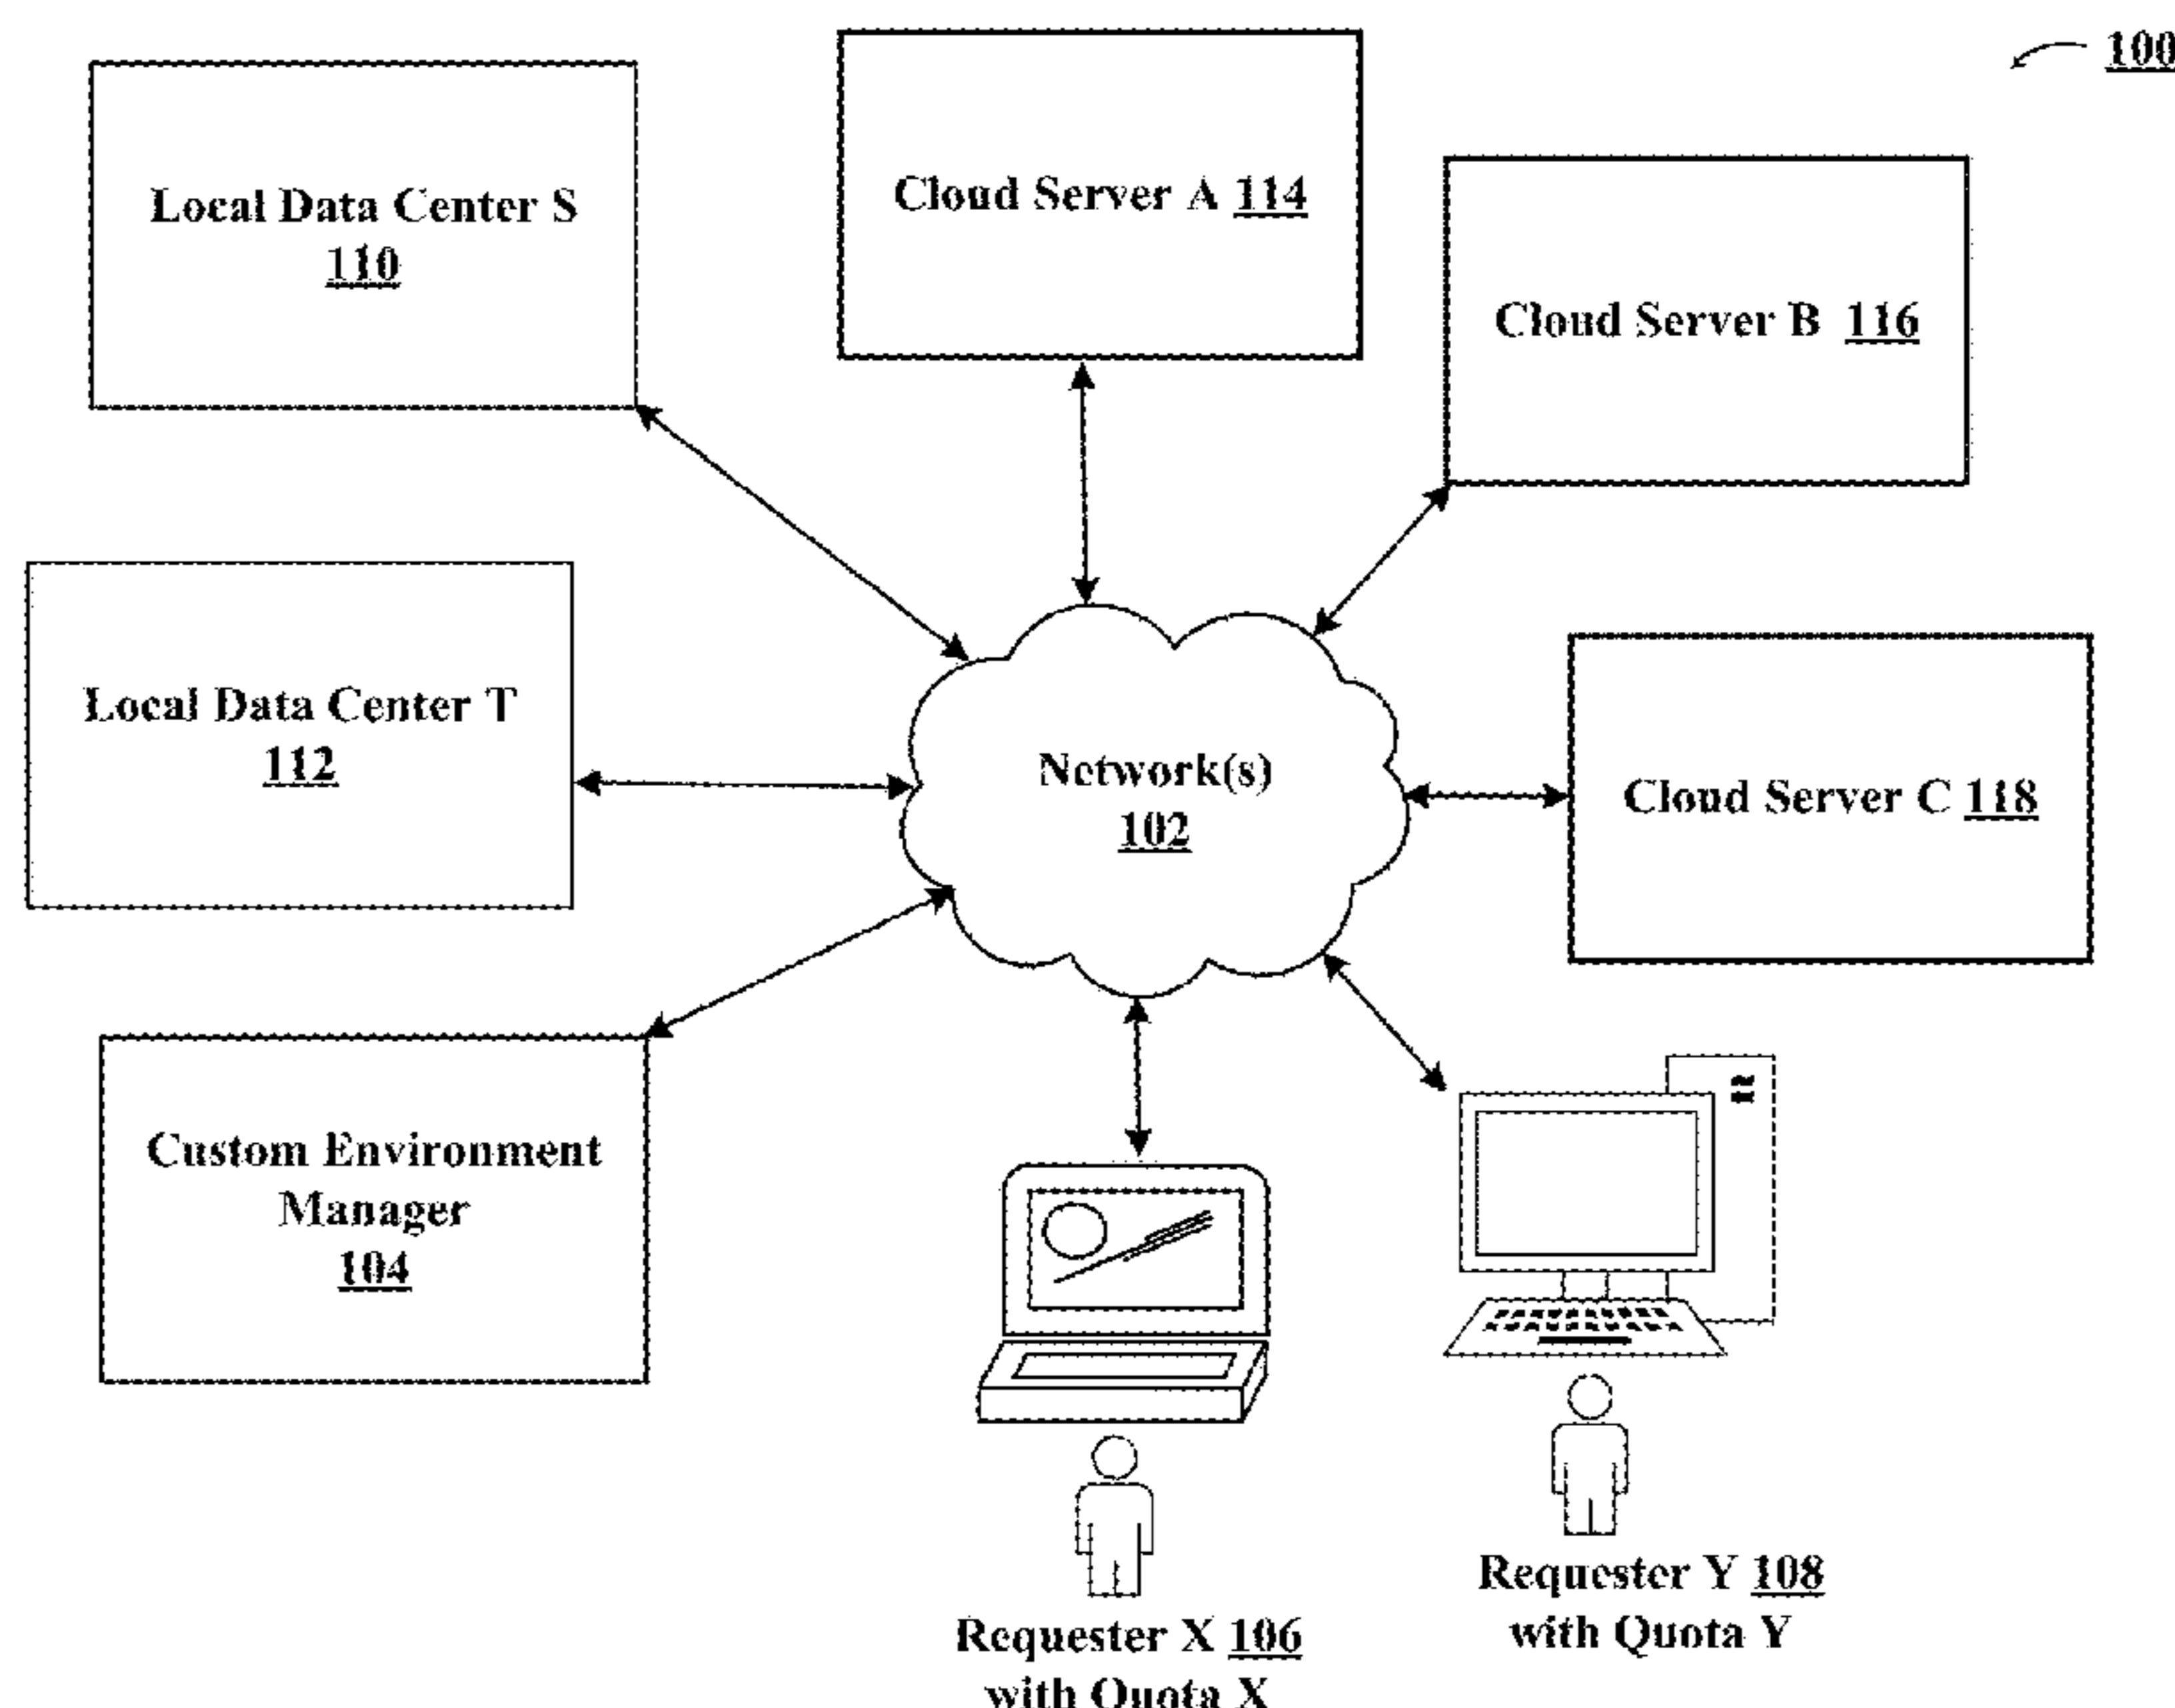 100
Local Data Center S
110
Cloud Server A 114
Cloud Server B 116
Local Data Center T
112
Network(s)
102
Cloud Server C 118
Custom Environment
Manager
104
Requester X 106
with Quota X
Requester Y 108
with Quota Y